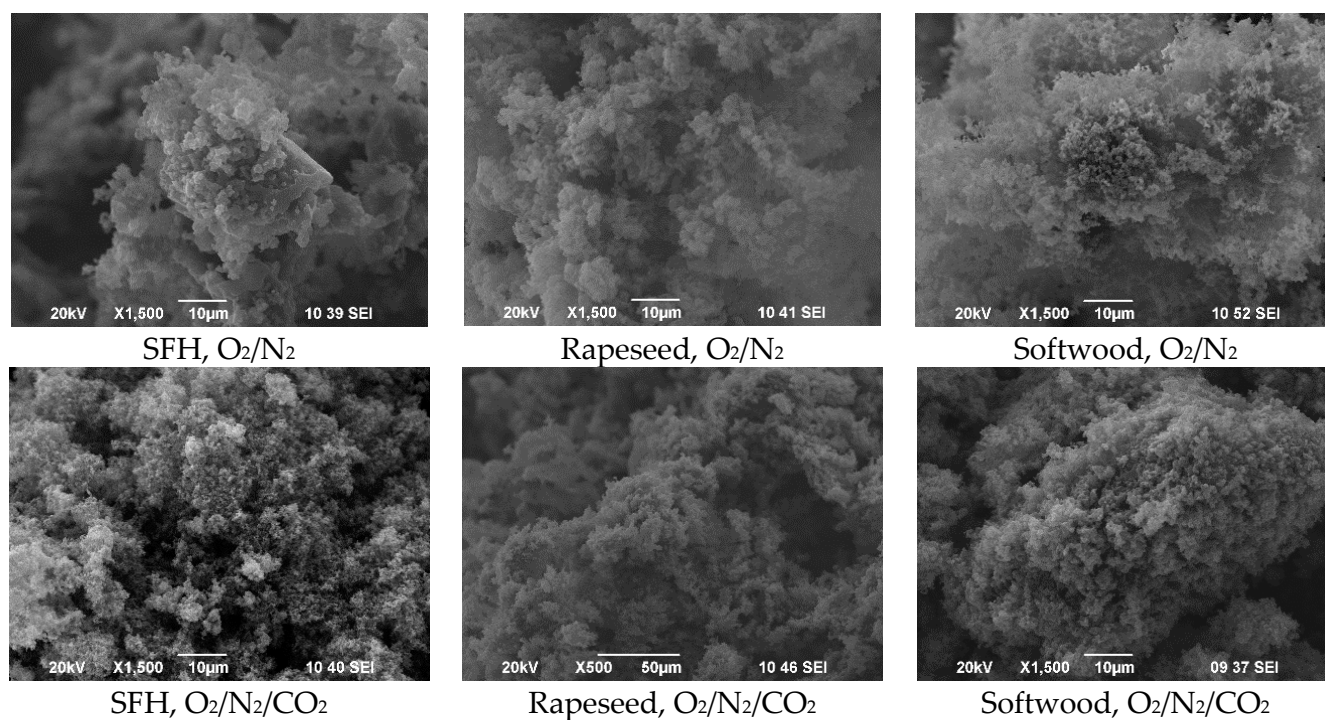 20kV X1,500 10µm 10 39 SEI
20kV X1,500 10µm 10 41 SEI
20kV X1,500 10µm 10 52 SEI
SFH, O₂/N₂
Rapeseed, O₂/N₂
Softwood, O₂/N₂
20kV X1,500 10µm 10 40 SEI
20kV X500 50µm 10 46 SEI
20kV X1,500 10µm 09 37 SEI
SFH, O₂/N₂/CO₂
Rapeseed, O₂/N₂/CO₂
Softwood, O₂/N₂/CO₂